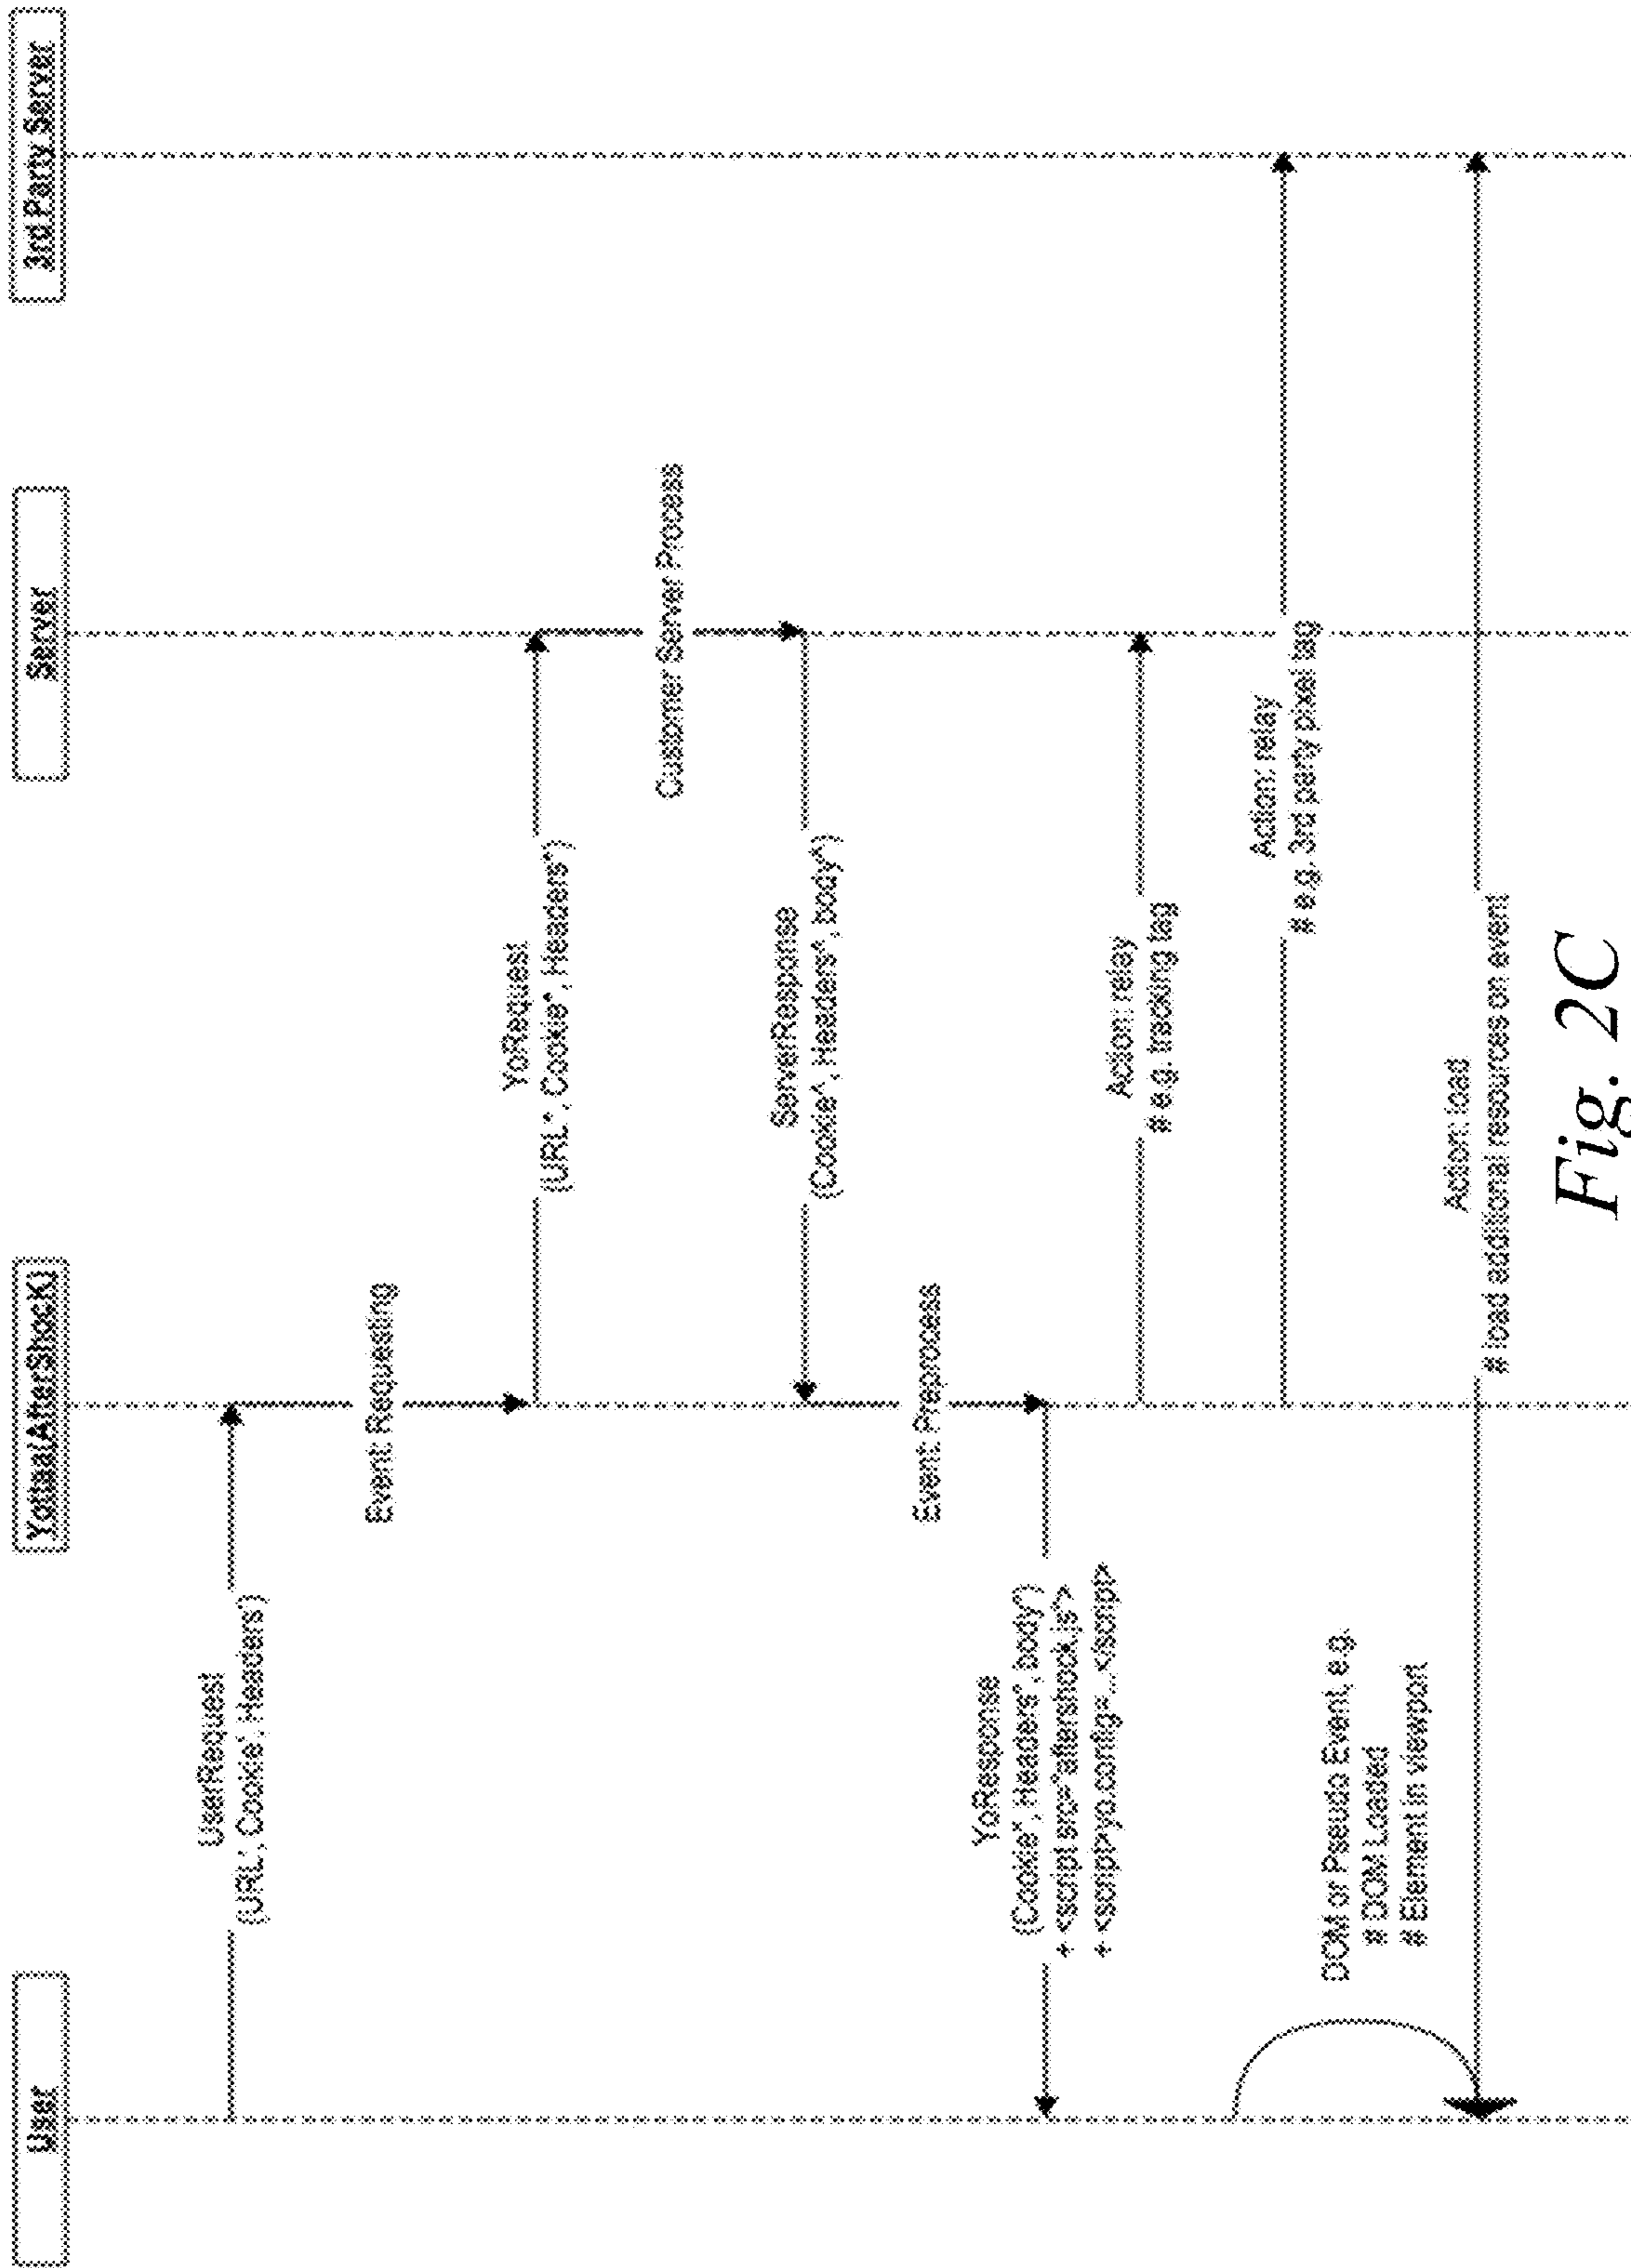 User
Yottaa(AfterShocK)
Server
3rd Party Server
UserRequest
(URL', Cookie', Headers')
Event: Requesting
YoRequest
(URL*, Cookie*, Headers*)
Customer Server Process
ServerResponse
(Cookie^, Headers^, body^)
Event: Preprocess
YoResponse
(Cookie", Headers", body")
+ <script src="aftershock.js">
+ <script>yo.config=...</script>
Action: relay
# e.g. tracking tag
Action: relay
# e.g. 3rd party pixel tag
DOM or Pseudo Event, e.g.
# DOM Loaded
# Element in viewport
Action: load
# load additional resources on event
Fig. 2C